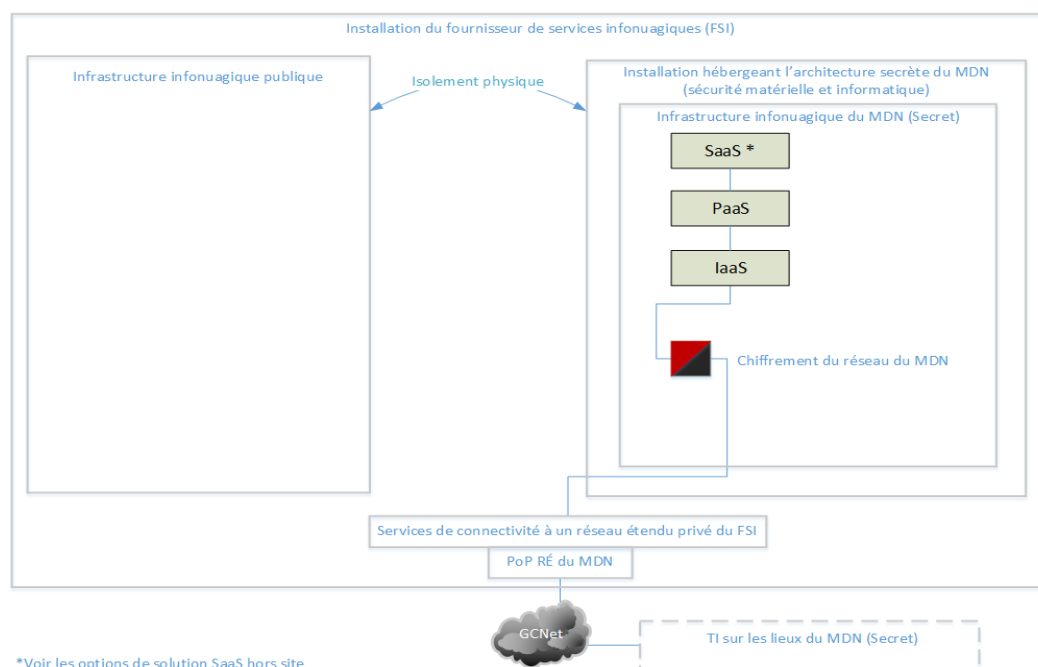 Installation du fournisseur de services infonuagiques (FSI)
Infrastructure infonuagique publique
Isolement physique
Installation hébergeant l'architecture secrète du MDN
(sécurité matérielle et informatique)
Infrastructure infonuagique du MDN (Secret)
SaaS *
PaaS
IaaS
Chiffrement du réseau du MDN
Services de connectivité à un réseau étendu privé du FSI
PoP RÉ du MDN
GCNet
TI sur les lieux du MDN (Secret)
*Voir les options de solution SaaS hors site